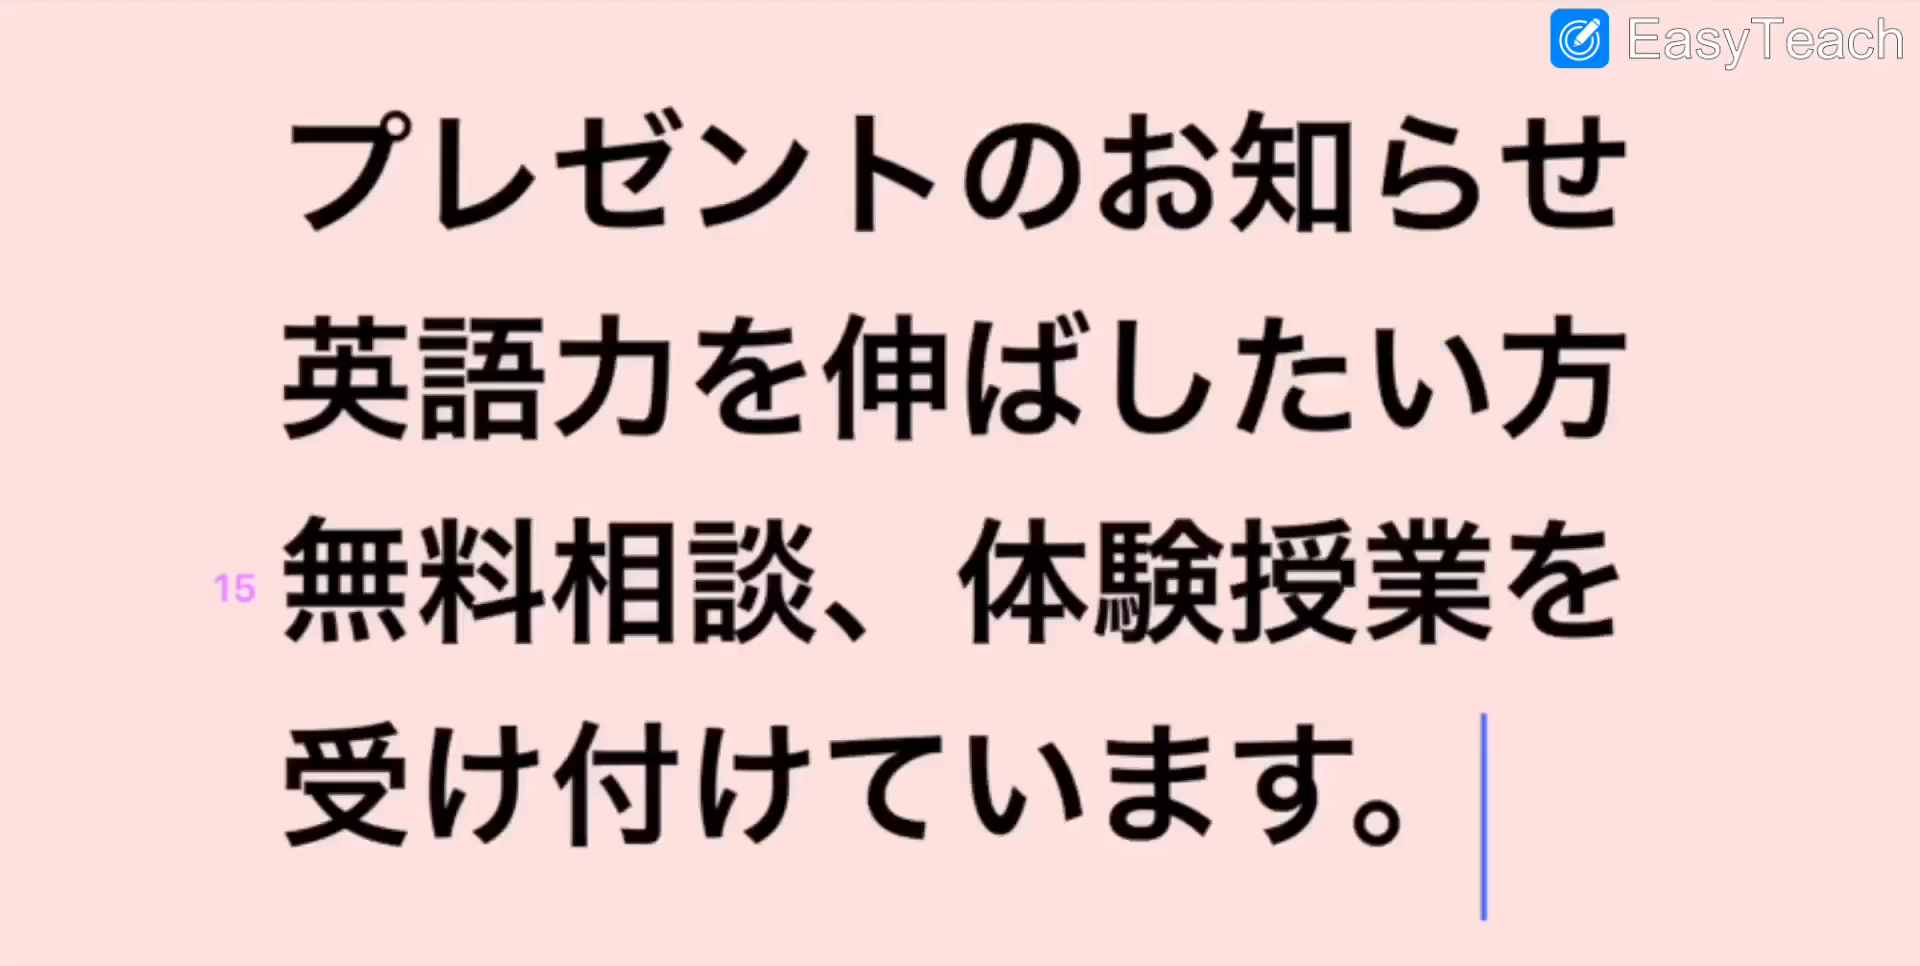 EasyTeach
プレゼントのお知らせ
英語力を伸ばしたい方
15 無料相談、体験授業を
受け付けています。